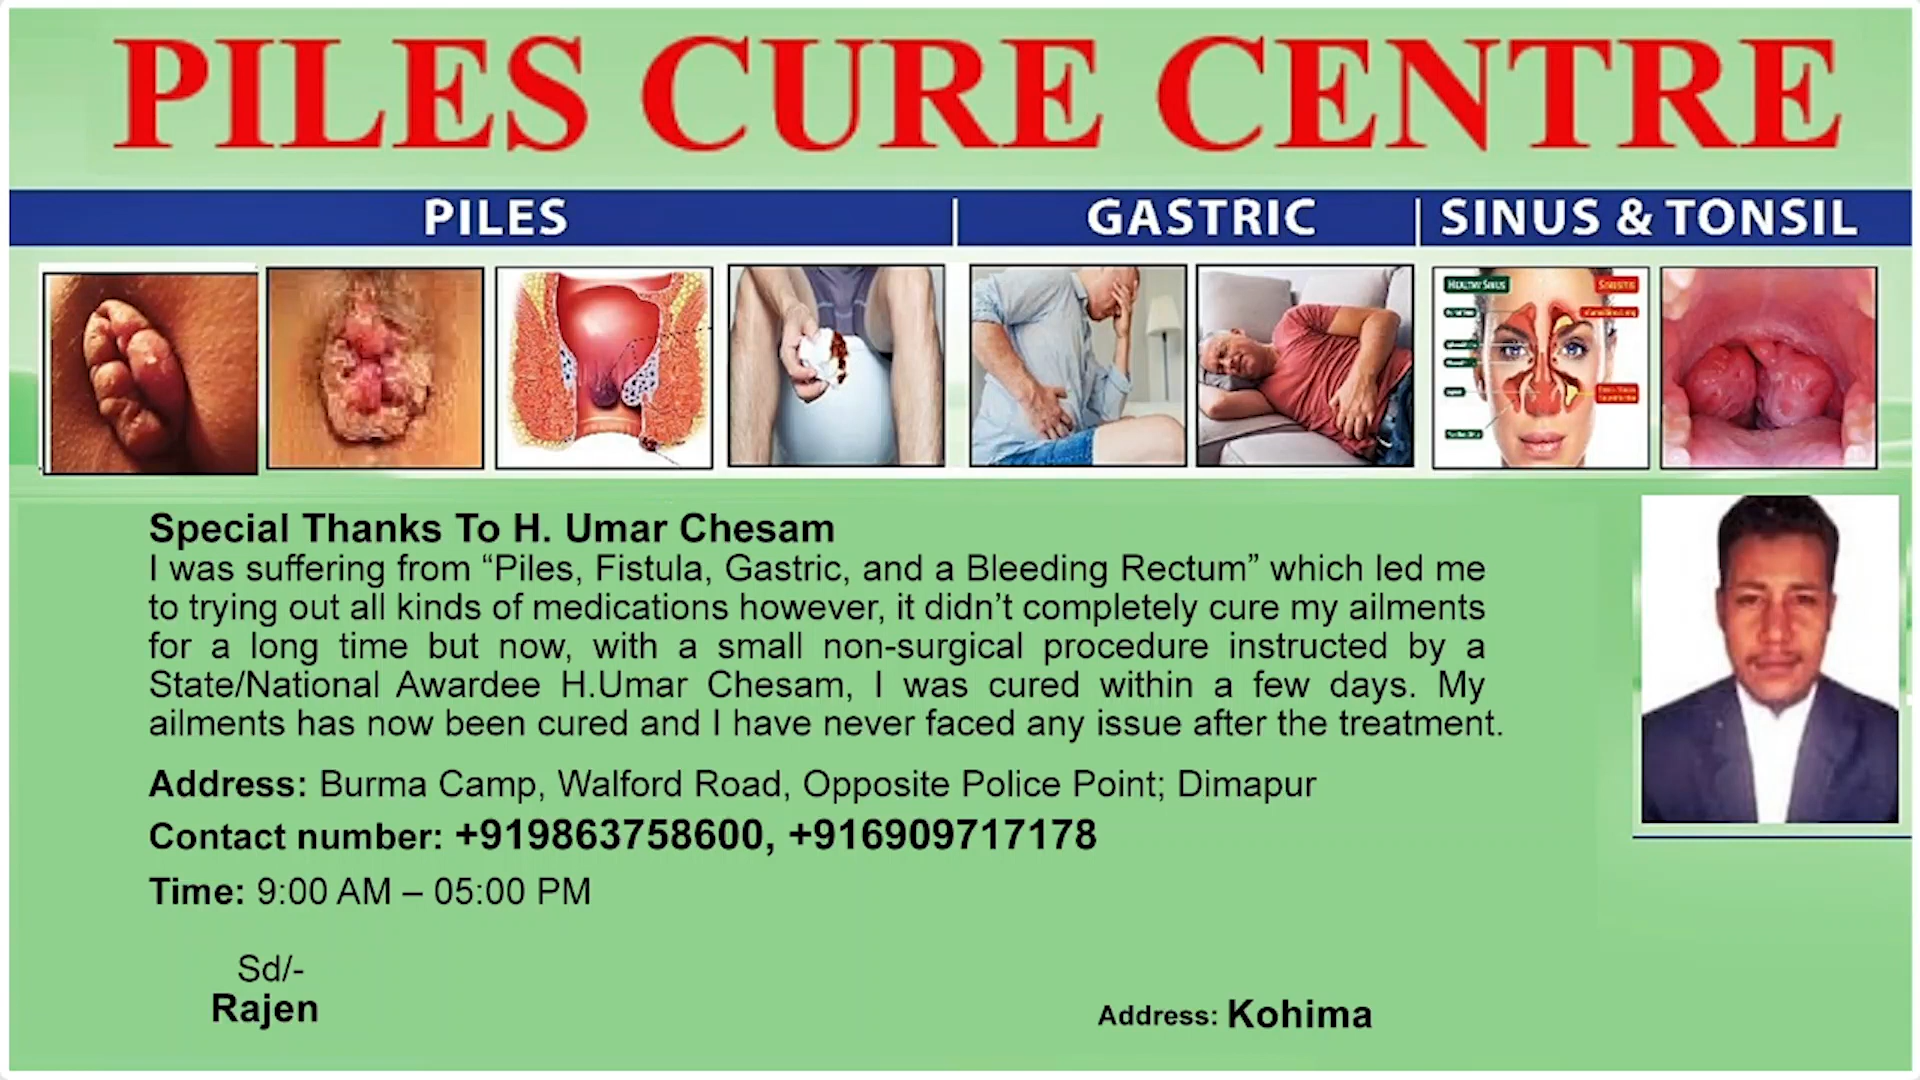 PILES CURE CENTRE
PILES | GASTRIC | SINUS & TONSIL
HEALTHY SINUS
SINUSITIS
Special Thanks To H. Umar Chesam
I was suffering from “Piles, Fistula, Gastric, and a Bleeding Rectum” which led me
to trying out all kinds of medications however, it didn’t completely cure my ailments
for a long time but now, with a small non-surgical procedure instructed by a
State/National Awardee H.Umar Chesam, I was cured within a few days. My
ailments has now been cured and I have never faced any issue after the treatment.
Address: Burma Camp, Walford Road, Opposite Police Point; Dimapur
Contact number: +919863758600, +916909717178
Time: 9:00 AM – 05:00 PM
Sd/-
Rajen
Address: Kohima